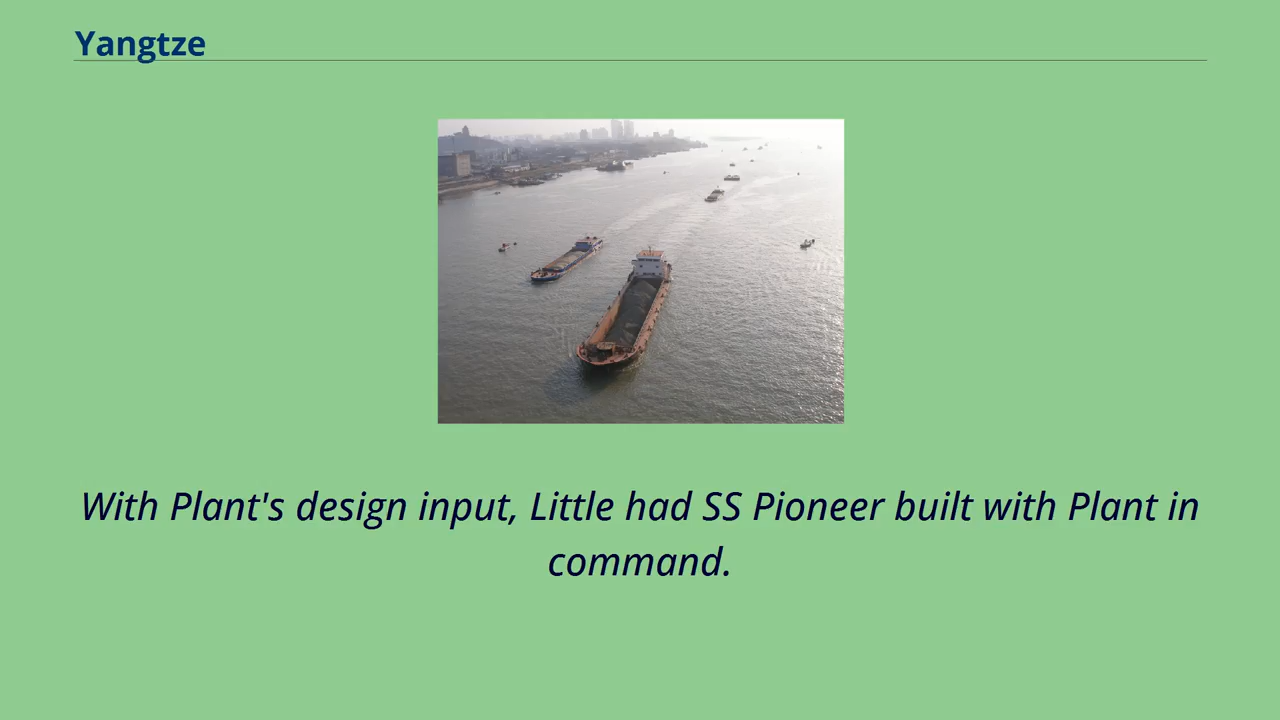 Yangtze
With Plant's design input, Little had SS Pioneer built with Plant in
command.